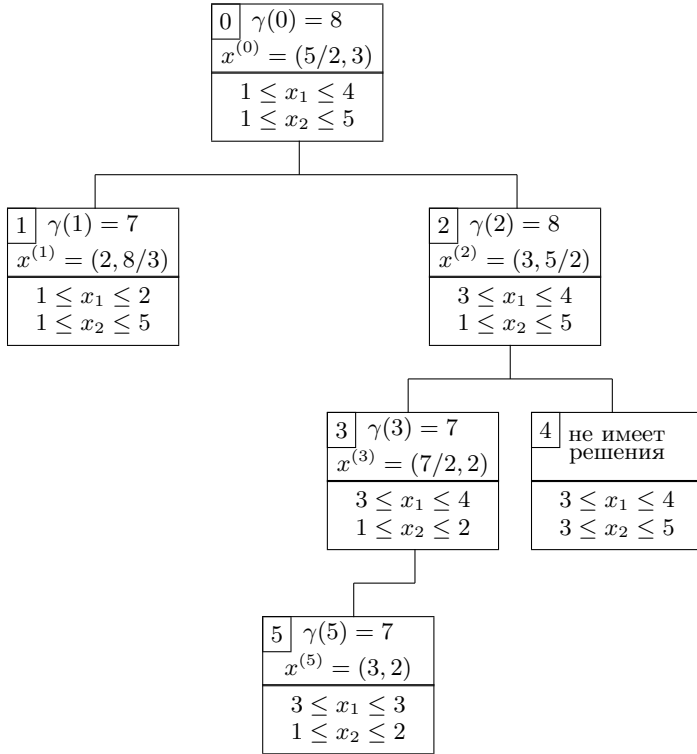 0 γ(0) = 8
x⁽⁰⁾ = (5/2, 3)
1 ≤ x₁ ≤ 4
1 ≤ x₂ ≤ 5
1 γ(1) = 7
x⁽¹⁾ = (2, 8/3)
1 ≤ x₁ ≤ 2
1 ≤ x₂ ≤ 5
2 γ(2) = 8
x⁽²⁾ = (3, 5/2)
3 ≤ x₁ ≤ 4
1 ≤ x₂ ≤ 5
3 γ(3) = 7
x⁽³⁾ = (7/2, 2)
3 ≤ x₁ ≤ 4
1 ≤ x₂ ≤ 2
4 не имеет
решения
3 ≤ x₁ ≤ 4
3 ≤ x₂ ≤ 5
5 γ(5) = 7
x⁽⁵⁾ = (3, 2)
3 ≤ x₁ ≤ 3
1 ≤ x₂ ≤ 2